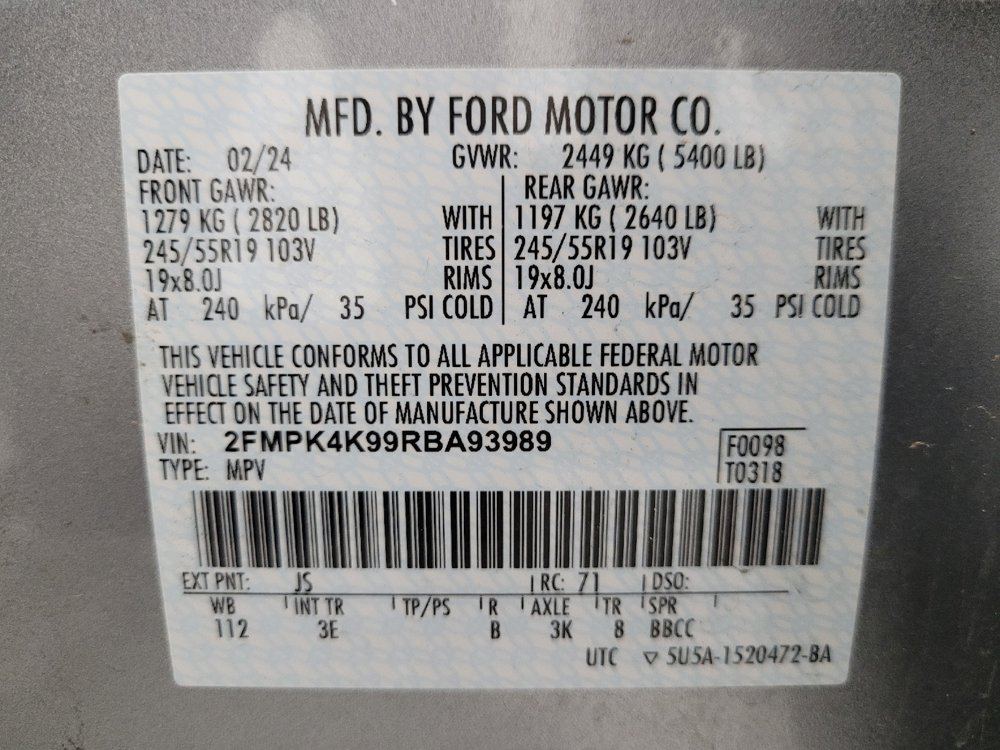 MFD. BY FORD MOTOR CO.
DATE: 02/24 GVWR: 2449 KG ( 5400 LB)
FRONT GAWR: REAR GAWR:
1279 KG ( 2820 LB) WITH 1197 KG ( 2640 LB) WITH
245/55R19 103V TIRES 245/55R19 103V TIRES
19x8.0J RIMS 19x8.0J RIMS
AT 240 kPa/ 35 PSI COLD AT 240 kPa/ 35 PSI COLD
THIS VEHICLE CONFORMS TO ALL APPLICABLE FEDERAL MOTOR
VEHICLE SAFETY AND THEFT PREVENTION STANDARDS IN
EFFECT ON THE DATE OF MANUFACTURE SHOWN ABOVE.
VIN: 2FMPK4K99RBA93989 F0098
TYPE: MPV T0318
EXT PNT: JS RC: 71 DSO:
WB INT TR TP/PS R AXLE TR SPR
112 3E B 3K 8 BBCC
UTC ▽ 5U5A-1520472-BA